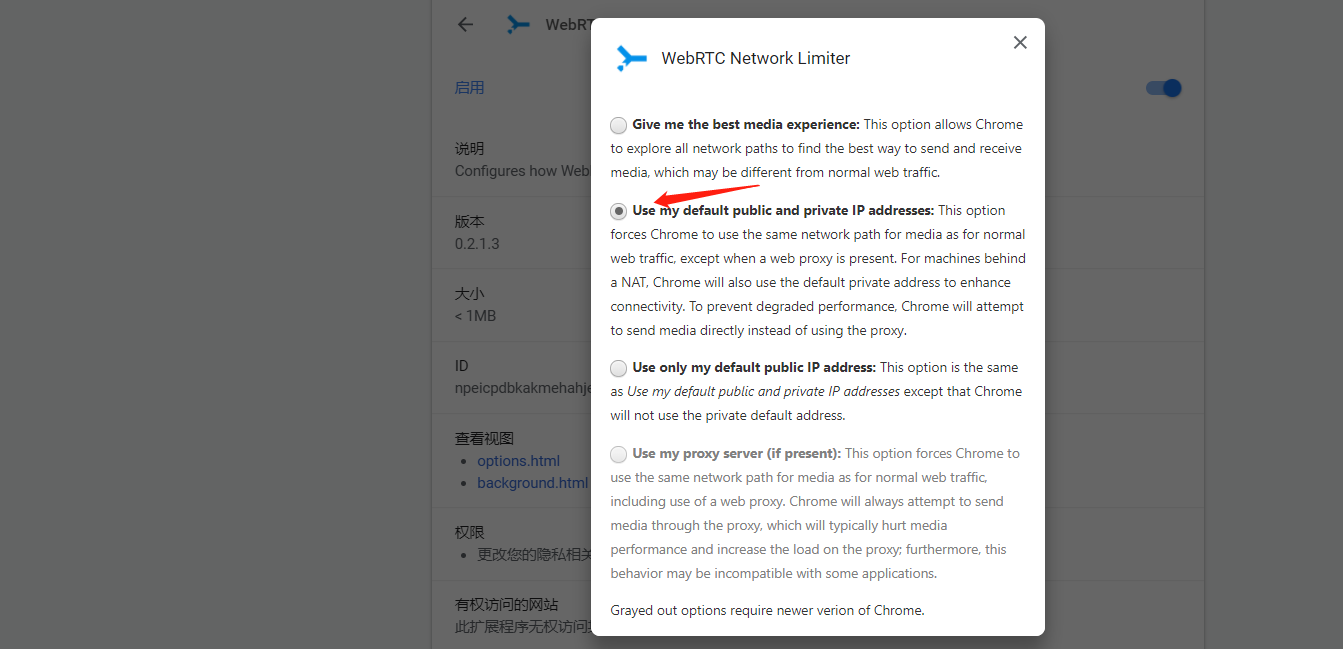 WebRT
WebRTC Network Limiter
启用
Give me the best media experience: This option allows Chrome
to explore all network paths to find the best way to send and receive
media, which may be different from normal web traffic.
说明
Configures how Web
Use my default public and private IP addresses: This option
forces Chrome to use the same network path for media as for normal
web traffic, except when a web proxy is present. For machines behind
a NAT, Chrome will also use the default private address to enhance
connectivity. To prevent degraded performance, Chrome will attempt
to send media directly instead of using the proxy.
版本
0.2.1.3
大小
< 1MB
Use only my default public IP address: This option is the same
as Use my default public and private IP addresses except that Chrome
will not use the private default address.
ID
npeicpdbkakmehahje
查看视图
options.html
background.html
Use my proxy server (if present): This option forces Chrome to
use the same network path for media as for normal web traffic,
including use of a web proxy. Chrome will always attempt to send
media through the proxy, which will typically hurt media
performance and increase the load on the proxy; furthermore, this
behavior may be incompatible with some applications.
权限
更改您的隐私相关
有权访问的网站
此扩展程序无权访问
Grayed out options require newer verion of Chrome.